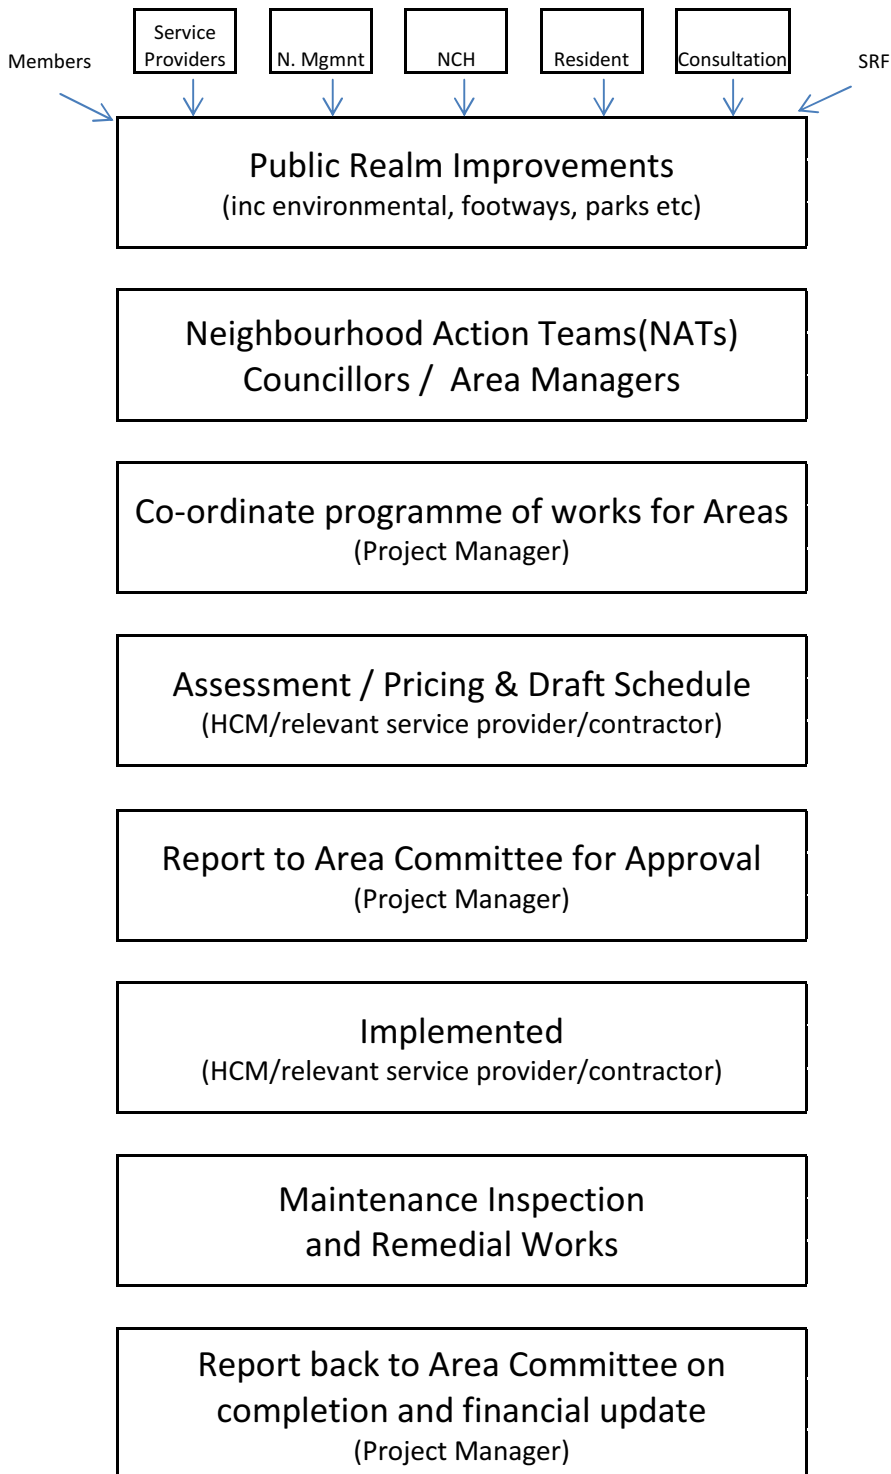 Members
Service
Providers
N. Mgmnt
NCH
Resident
Consultation
SRF
Public Realm Improvements
(inc environmental, footways, parks etc)
Neighbourhood Action Teams(NATs)
Councillors / Area Managers
Co-ordinate programme of works for Areas
(Project Manager)
Assessment / Pricing & Draft Schedule
(HCM/relevant service provider/contractor)
Report to Area Committee for Approval
(Project Manager)
Implemented
(HCM/relevant service provider/contractor)
Maintenance Inspection
and Remedial Works
Report back to Area Committee on
completion and financial update
(Project Manager)